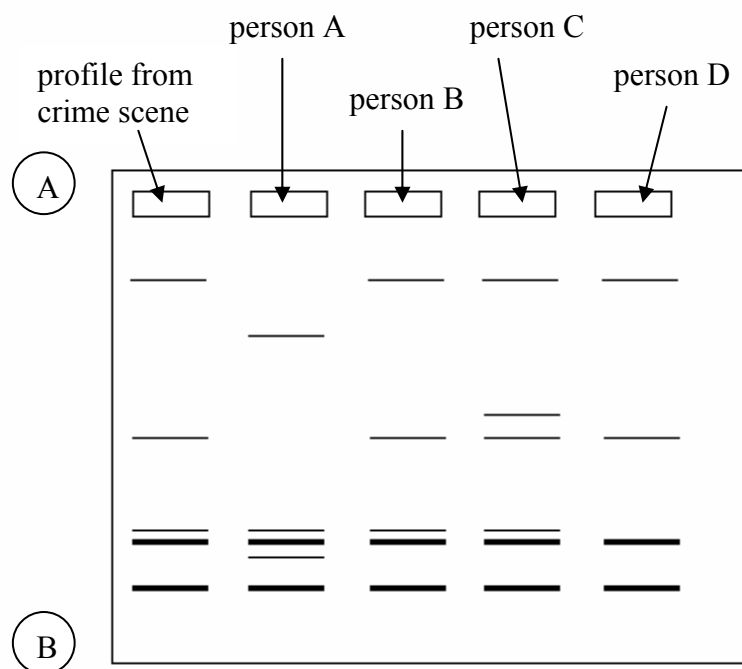 person A
person C
profile from
crime scene
person B
person D
A
B